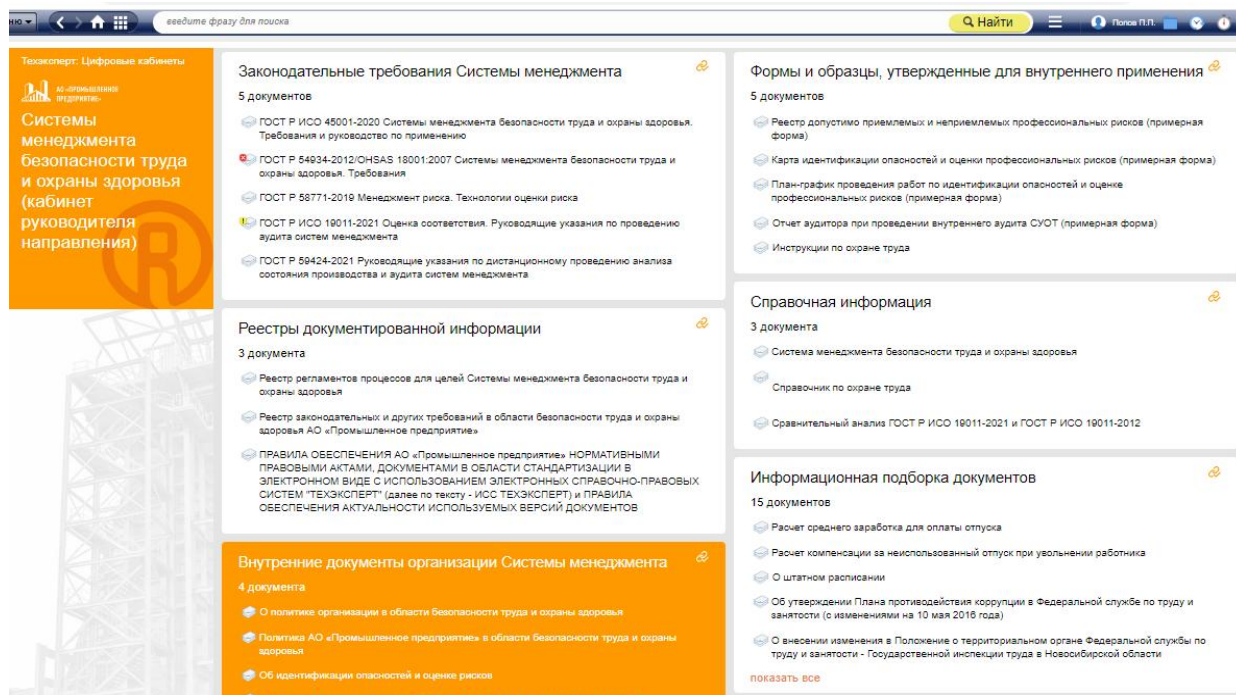 ню
введите фразу для поиска
Найти
Попов П.П.
Техэксперт: Цифровые кабинеты
АО «ПРОМЫШЛЕННОЕ
ПРЕДПРИЯТИЕ»
Системы
менеджмента
безопасности труда
и охраны здоровья
(кабинет
руководителя
направления)
Законодательные требования Системы менеджмента
5 документов
ГОСТ Р ИСО 45001-2020 Системы менеджмента безопасности труда и охраны здоровья.
Требования и руководство по применению
ГОСТ Р 54934-2012/OHSAS 18001:2007 Системы менеджмента безопасности труда и
охраны здоровья. Требования
ГОСТ Р 58771-2019 Менеджмент риска. Технологии оценки риска
ГОСТ Р ИСО 19011-2021 Оценка соответствия. Руководящие указания по проведению
аудита систем менеджмента
ГОСТ Р 59424-2021 Руководящие указания по дистанционному проведению анализа
состояния производства и аудита систем менеджмента
Реестры документированной информации
3 документа
Реестр регламентов процессов для целей Системы менеджмента безопасности труда и
охраны здоровья
Реестр законодательных и других требований в области безопасности труда и охраны
здоровья АО «Промышленное предприятие»
ПРАВИЛА ОБЕСПЕЧЕНИЯ АО «Промышленное предприятие» НОРМАТИВНЫМИ
ПРАВОВЫМИ АКТАМИ, ДОКУМЕНТАМИ В ОБЛАСТИ СТАНДАРТИЗАЦИИ В
ЭЛЕКТРОННОМ ВИДЕ С ИСПОЛЬЗОВАНИЕМ ЭЛЕКТРОННЫХ СПРАВОЧНО-ПРАВОВЫХ
СИСТЕМ "ТЕХЭКСПЕРТ" (далее по тексту - ИСС ТЕХЭКСПЕРТ) и ПРАВИЛА
ОБЕСПЕЧЕНИЯ АКТУАЛЬНОСТИ ИСПОЛЬЗУЕМЫХ ВЕРСИЙ ДОКУМЕНТОВ
Внутренние документы организации Системы менеджмента
4 документа
О политике организации в области безопасности труда и охраны здоровья
Политика АО «Промышленное предприятие» в области безопасности труда и охраны
здоровья
Об идентификации опасностей и оценке рисков
Формы и образцы, утвержденные для внутреннего применения
5 документов
Реестр допустимо приемлемых и неприемлемых профессиональных рисков (примерная
форма)
Карта идентификации опасностей и оценки профессиональных рисков (примерная форма)
План-график проведения работ по идентификации опасностей и оценке
профессиональных рисков (примерная форма)
Отчет аудитора при проведении внутреннего аудита СУОТ (примерная форма)
Инструкции по охране труда
Справочная информация
3 документа
Система менеджмента безопасности труда и охраны здоровья
Справочник по охране труда
Сравнительный анализ ГОСТ Р ИСО 19011-2021 и ГОСТ Р ИСО 19011-2012
Информационная подборка документов
15 документов
Расчет среднего заработка для оплаты отпуска
Расчет компенсации за неиспользованный отпуск при увольнении работника
О штатном расписании
Об утверждении Плана противодействия коррупции в Федеральной службе по труду и
занятости (с изменениями на 10 мая 2016 года)
О внесении изменения в Положение о территориальном органе Федеральной службы по
труду и занятости - Государственной инспекции труда в Новосибирской области
показать все